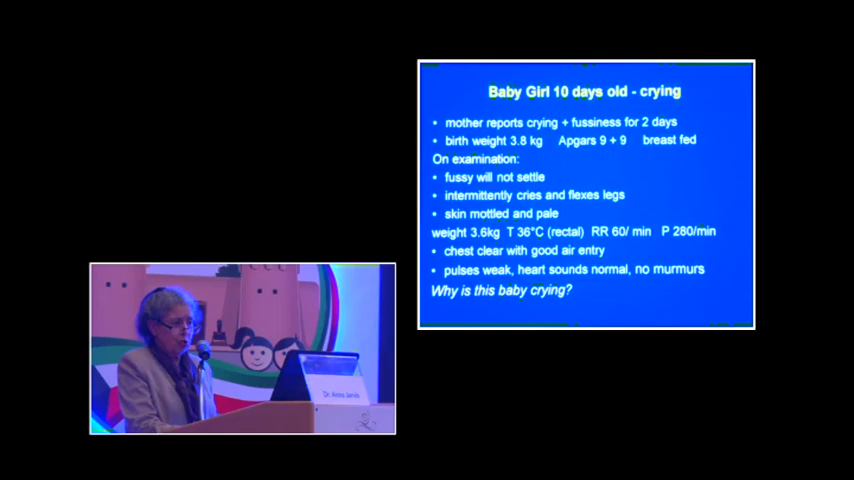 Baby Girl 10 days old - crying
• mother reports crying + fussiness for 2 days
• birth weight 3.8 kg Apgars 9 + 9 breast fed
On examination:
• fussy will not settle
• intermittently cries and flexes legs
• skin mottled and pale
weight 3.6kg T 36°C (rectal) RR 60/ min P 280/min
• chest clear with good air entry
• pulses weak, heart sounds normal, no murmurs
Why is this baby crying?
Dr. Anna Jarvis